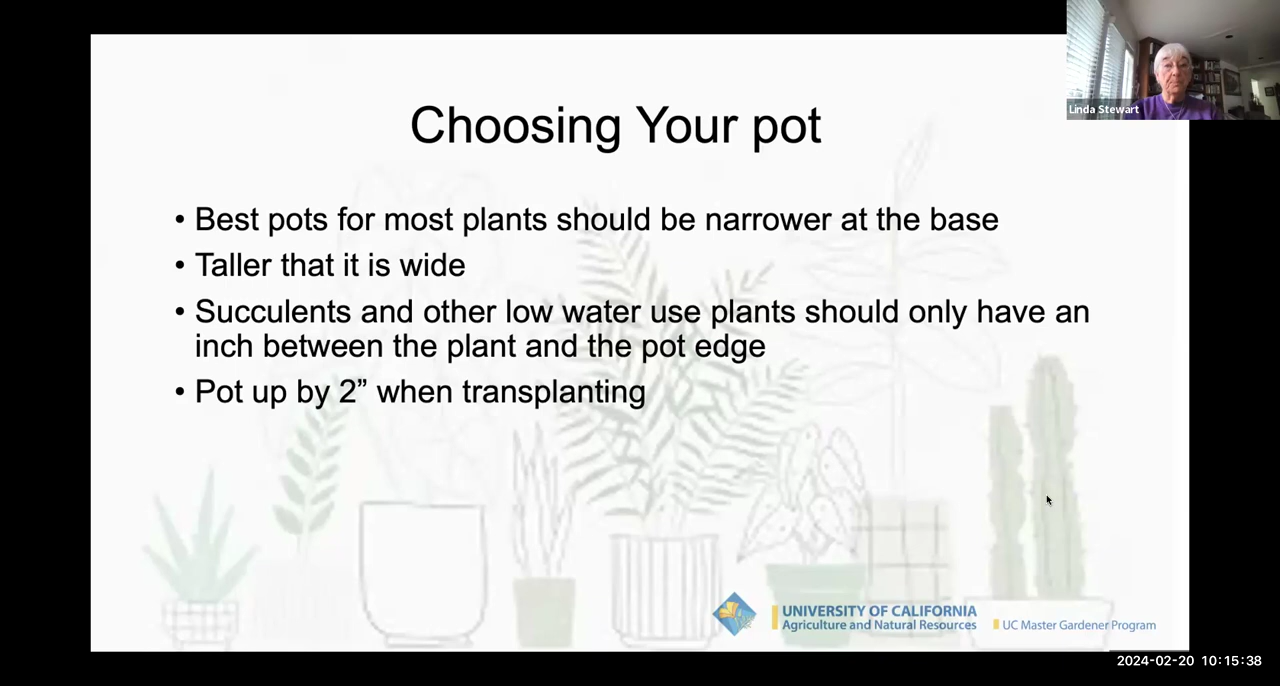 Linda Stewart
Choosing Your pot
• Best pots for most plants should be narrower at the base
• Taller that it is wide
• Succulents and other low water use plants should only have an
inch between the plant and the pot edge
• Pot up by 2” when transplanting
UNIVERSITY OF CALIFORNIA
Agriculture and Natural Resources
UC Master Gardener Program
2024-02-20 10:15:38